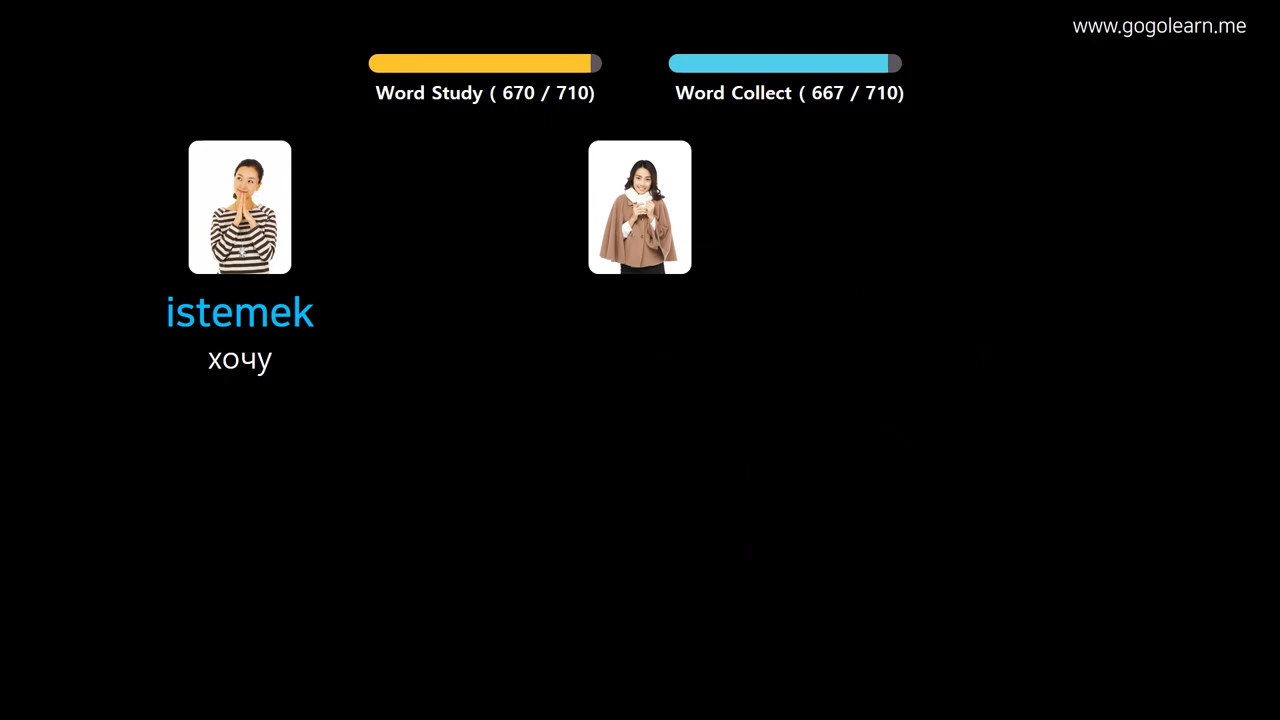 www.gogolearn.me
Word Study ( 670 / 710)
Word Collect ( 667 / 710)
istemek
хочу